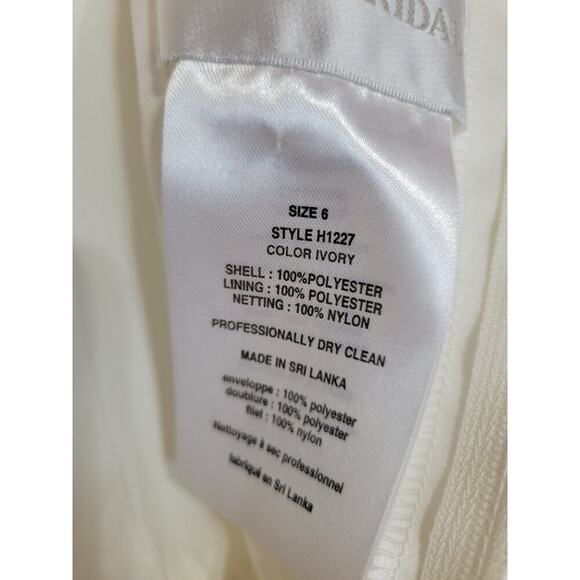 SIZE 6
STYLE H1227
COLOR IVORY
SHELL : 100%POLYESTER
LINING : 100% POLYESTER
NETTING : 100% NYLON
PROFESSIONALLY DRY CLEAN
MADE IN SRI LANKA
enveloppe : 100% polyester
doublure : 100% polyester
filet : 100% nylon
Nettoyage à sec professionnel
fabriqué en Sri Lanka